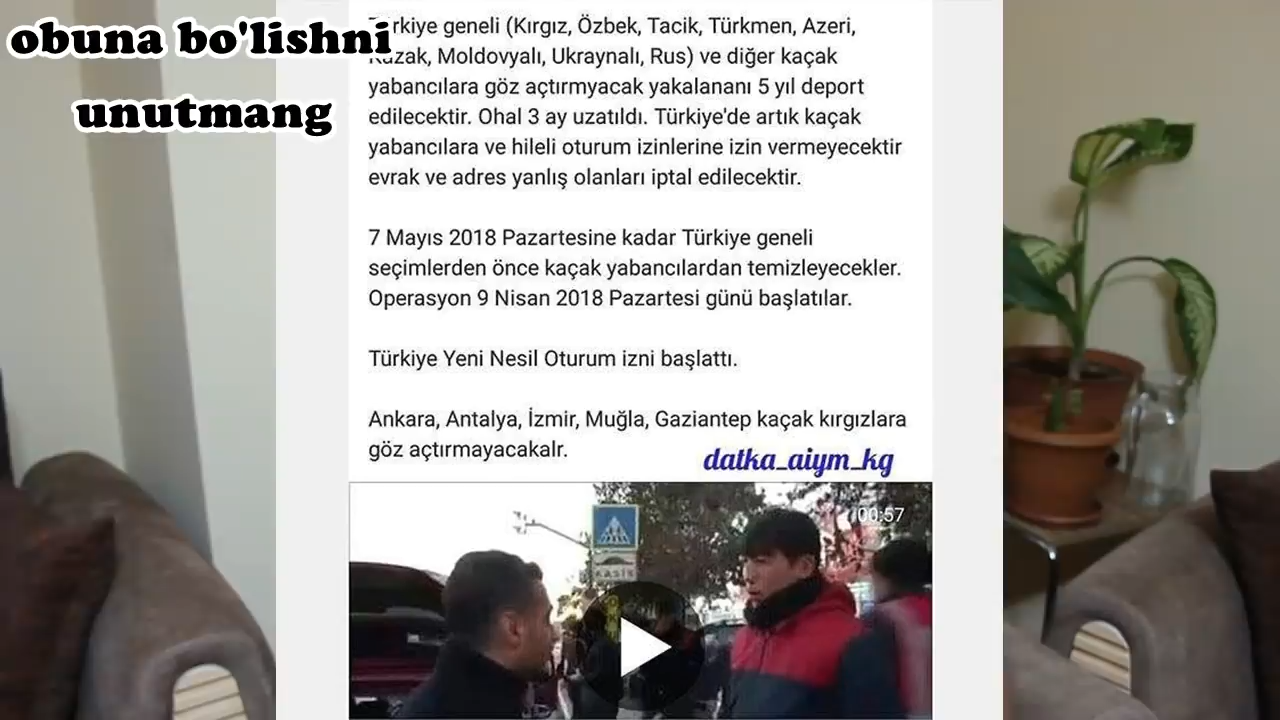 obuna bo'lishni
unutmang
Türkiye geneli (Kırgız, Özbek, Tacik, Türkmen, Azeri,
Kazak, Moldovyalı, Ukraynalı, Rus) ve diğer kaçak
yabancılara göz açtırmyacak yakalananı 5 yıl deport
edilecektir. Ohal 3 ay uzatıldı. Türkiye'de artık kaçak
yabancılara ve hileli oturum izinlerine izin vermeyecektir
evrak ve adres yanlış olanları iptal edilecektir.
7 Mayıs 2018 Pazartesine kadar Türkiye geneli
seçimlerden önce kaçak yabancılardan temizleyecekler.
Operasyon 9 Nisan 2018 Pazartesi günü başlatılar.
Türkiye Yeni Nesil Oturum izni başlattı.
Ankara, Antalya, İzmir, Muğla, Gaziantep kaçak kırgızlara
göz açtırmayacakalr.
datka_aiym_kg
00:57
KASİS